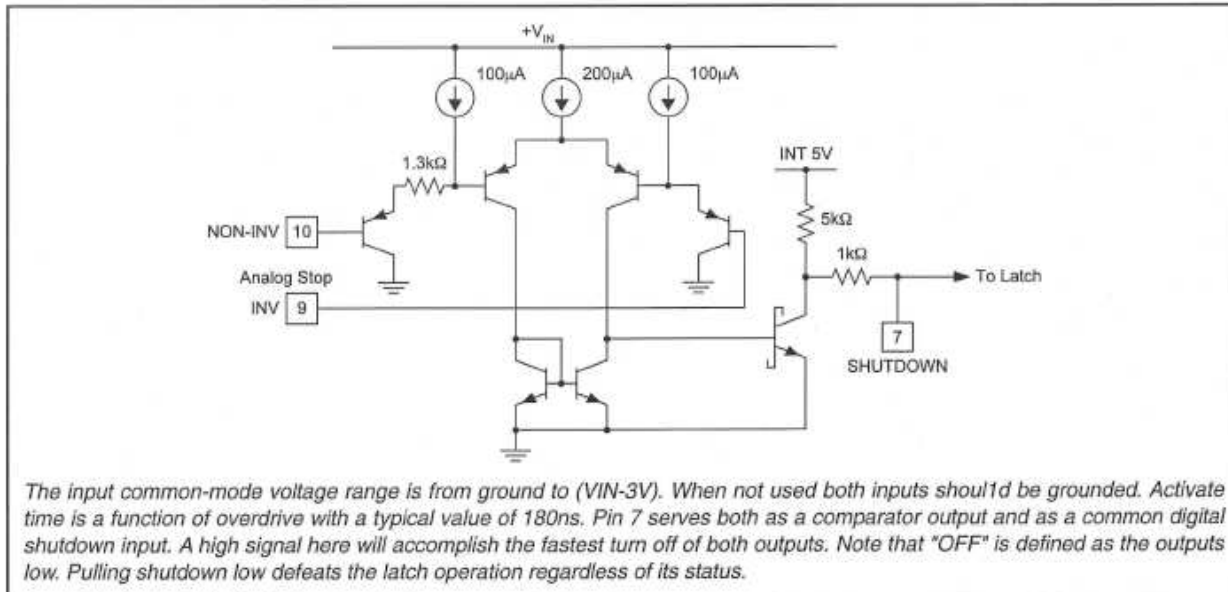 +VIN
100µA
200µA
100µA
INT 5V
1.3kΩ
5kΩ
NON-INV 10
1kΩ
To Latch
Analog Stop
INV 9
7
SHUTDOWN
The input common-mode voltage range is from ground to (VIN-3V). When not used both inputs shoul1d be grounded. Activate
time is a function of overdrive with a typical value of 180ns. Pin 7 serves both as a comparator output and as a common digital
shutdown input. A high signal here will accomplish the fastest turn off of both outputs. Note that "OFF" is defined as the outputs
low. Pulling shutdown low defeats the latch operation regardless of its status.